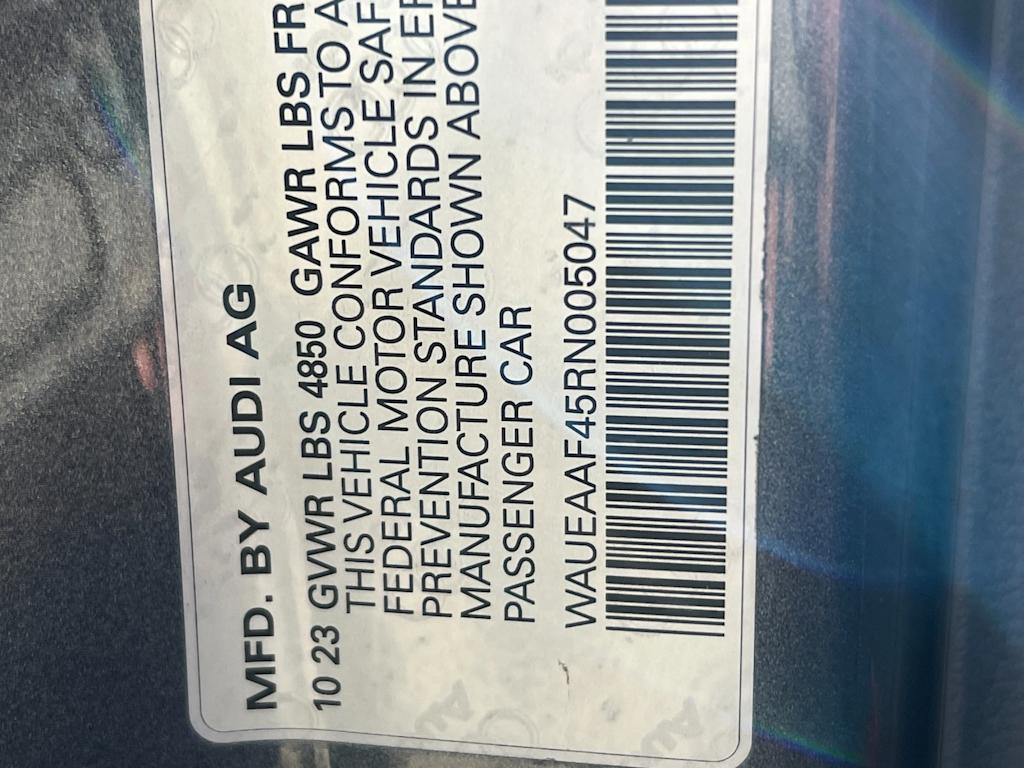 MFD. BY AUDI AG
10 23 GVWR LBS 4850 GAWR LBS FR
THIS VEHICLE CONFORMS TO A
FEDERAL MOTOR VEHICLE SAF
PREVENTION STANDARDS IN EF
MANUFACTURE SHOWN ABOVE
PASSENGER CAR
WAUEAAF45RN005047